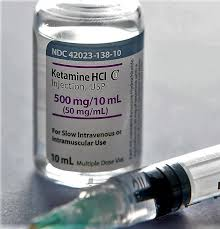 NDC 42023-138-10
Ketamine HCl C
Injection, USP
500 mg/10 mL
(50 mg/mL)
For Slow Intravenous or
Intramuscular Use
10 mL Multiple Dose Vial